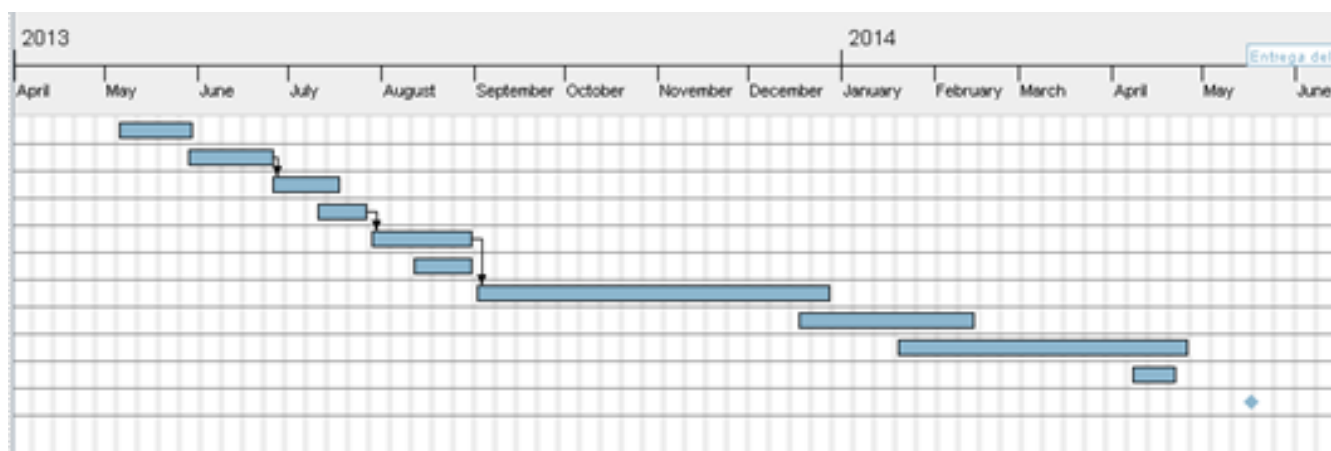 2013 2014
Entrega del
April May June July August September October November December January February March April May June